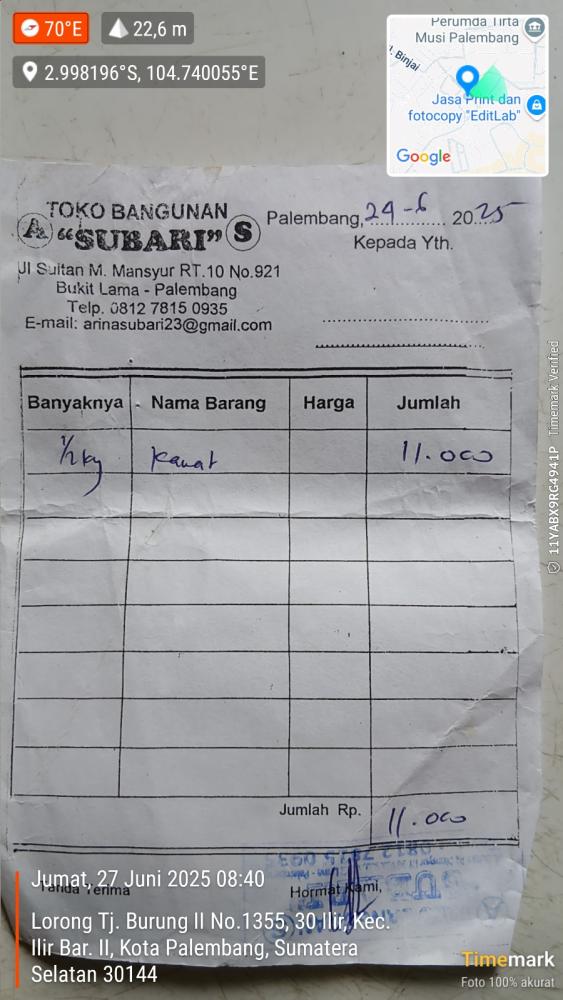 70°E
22,6 m
2.998196°S, 104.740055°E
Perumda Tirta
Musi Palembang
Binjai
Jasa Print dan
fotocopy "EditLab"
Google
TOKO BANGUNAN
A "SUBARI" S
Jl Sultan M. Mansyur RT.10 No.921
Bukit Lama - Palembang
Telp. 0812 7815 0935
E-mail: arinasubari23@gmail.com
Palembang, 24-6 2025
Kepada Yth.
Banyaknya Nama Barang Harga Jumlah
1/2 kg Kawat 11.000
Jumlah Rp. 11.000
Tanda Terima Hormat Kami,
0812 7815 0935
Jumat, 27 Juni 2025 08:40
Lorong Tj. Burung II No.1355, 30 Ilir, Kec.
Ilir Bar. II, Kota Palembang, Sumatera
Selatan 30144
Timemark
Foto 100% akurat
11YABX9RG4941P Timemark Verified